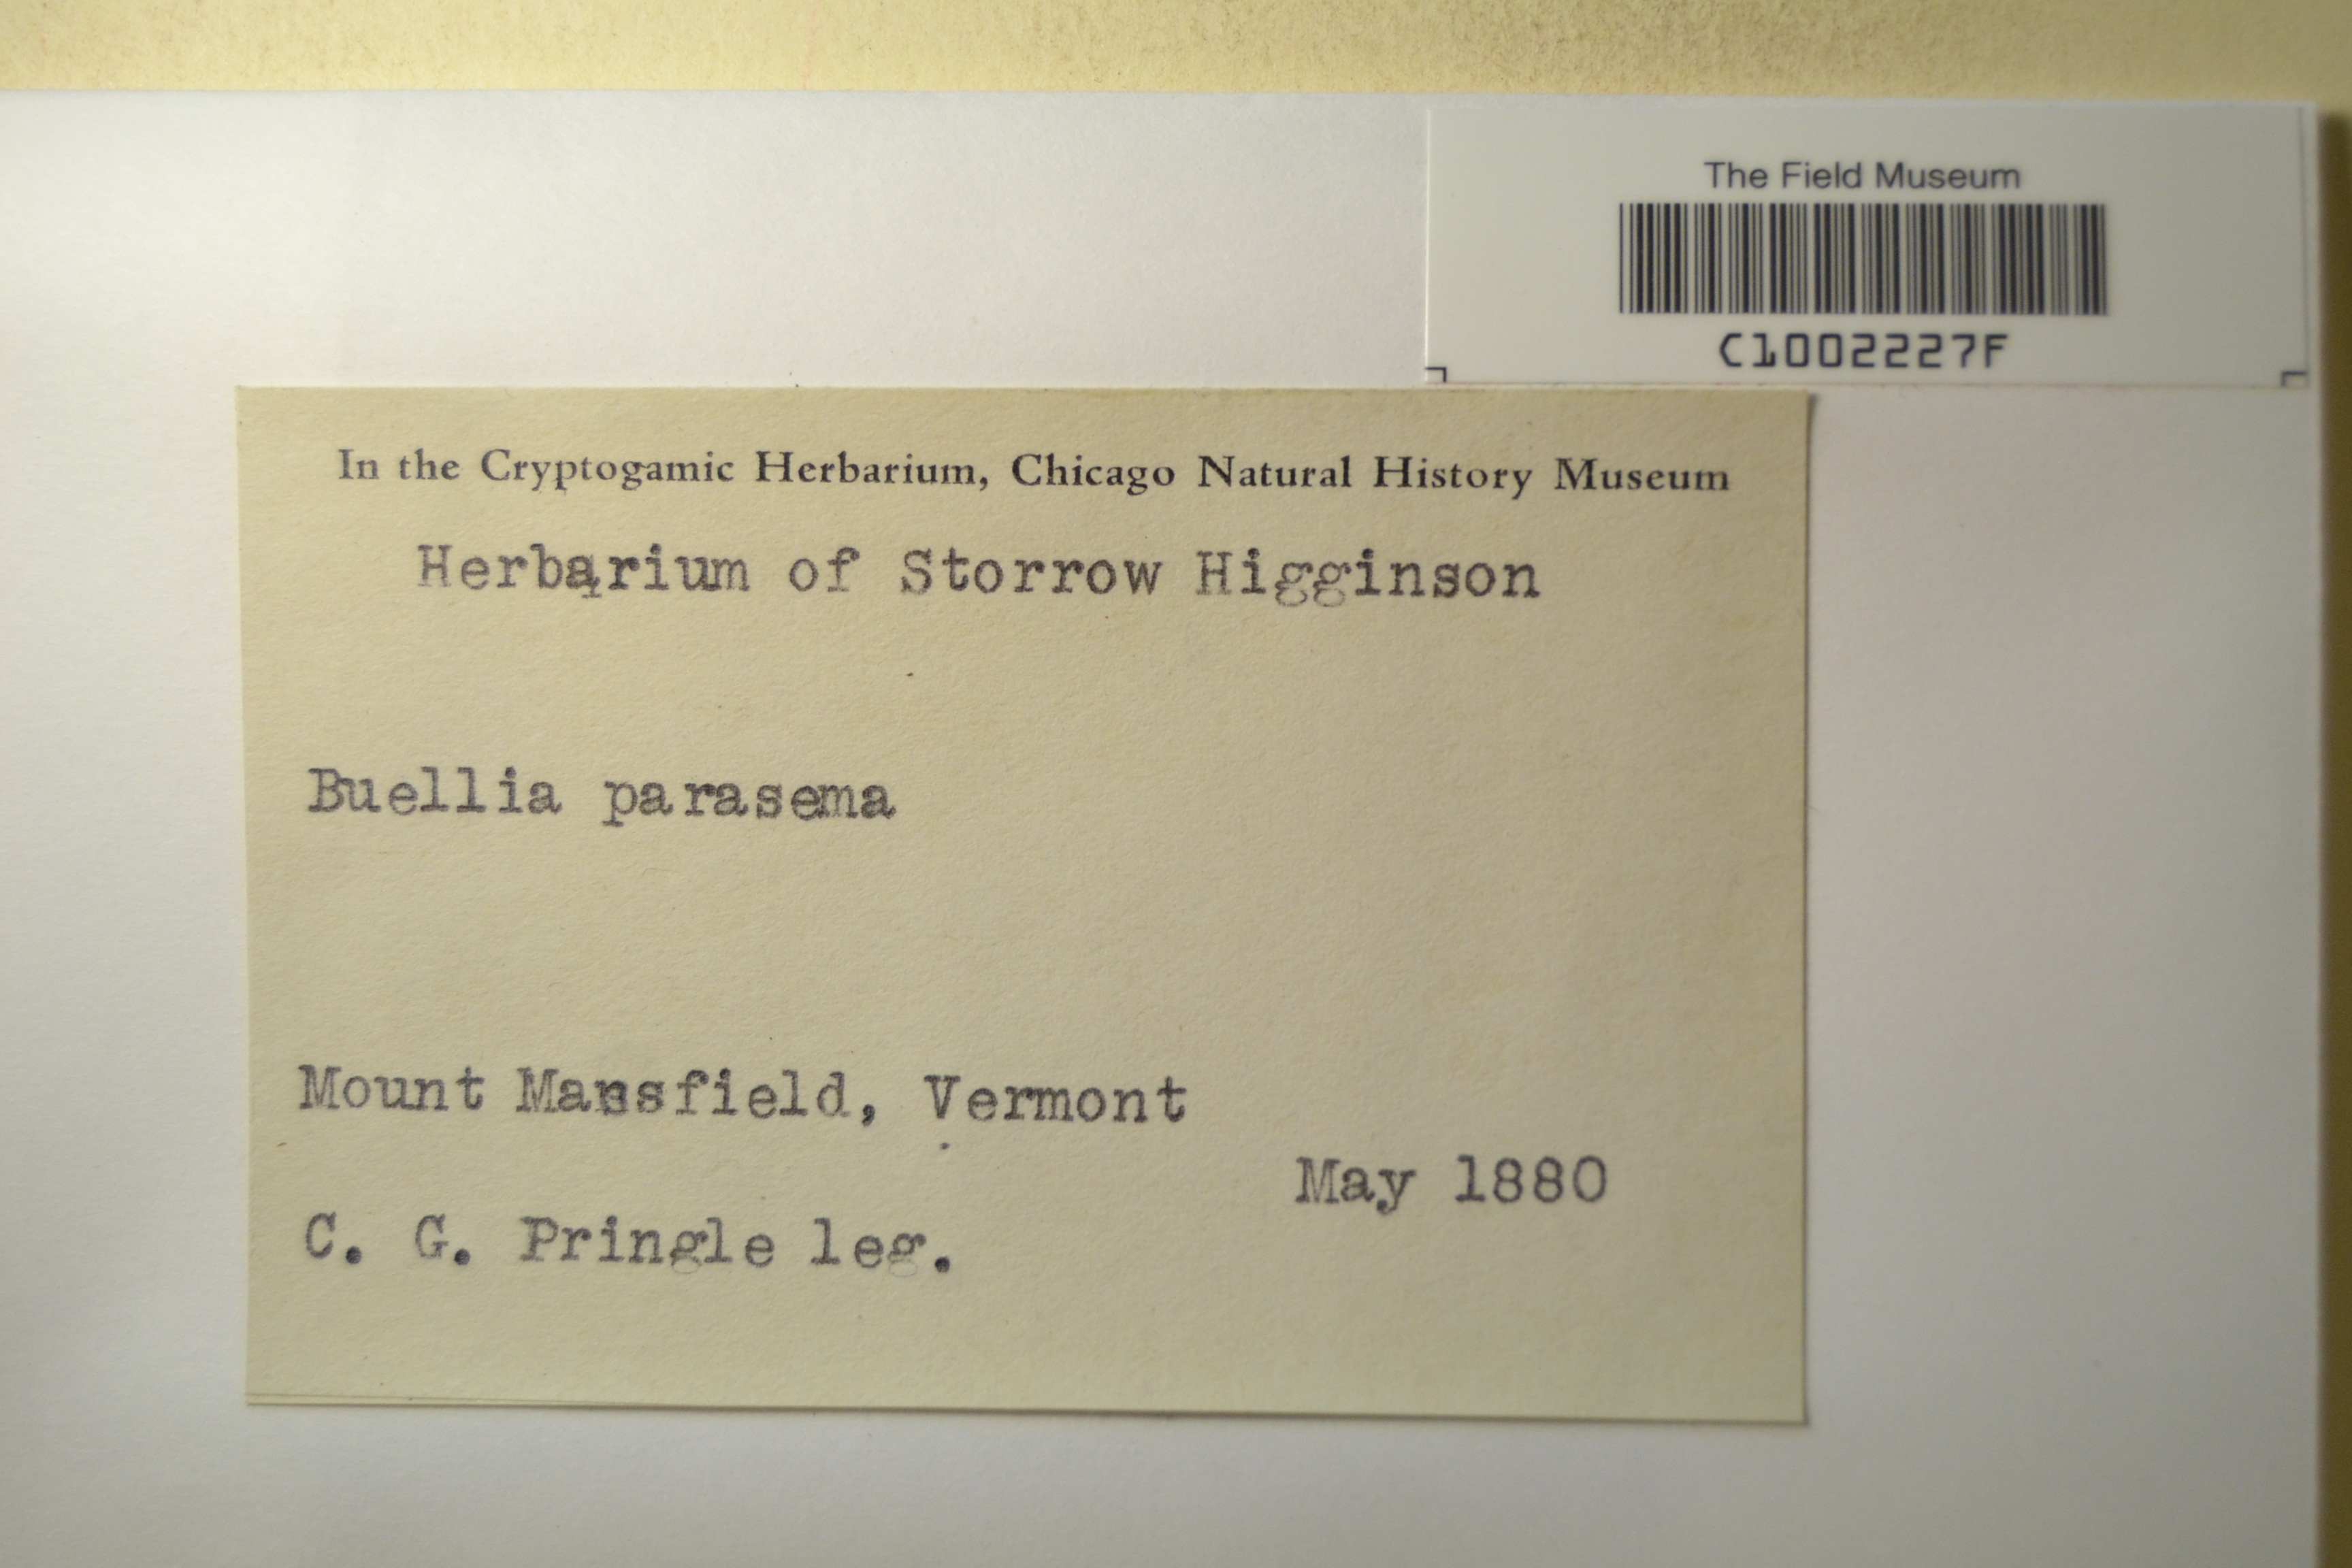 The Field Museum
C1002227F
In the Cryptogamic Herbarium, Chicago Natural History Museum
Herbarium of Storrow Higginson
Buellia parasema
Mount Mansfield, Vermont
May 1880
C. G. Pringle leg.